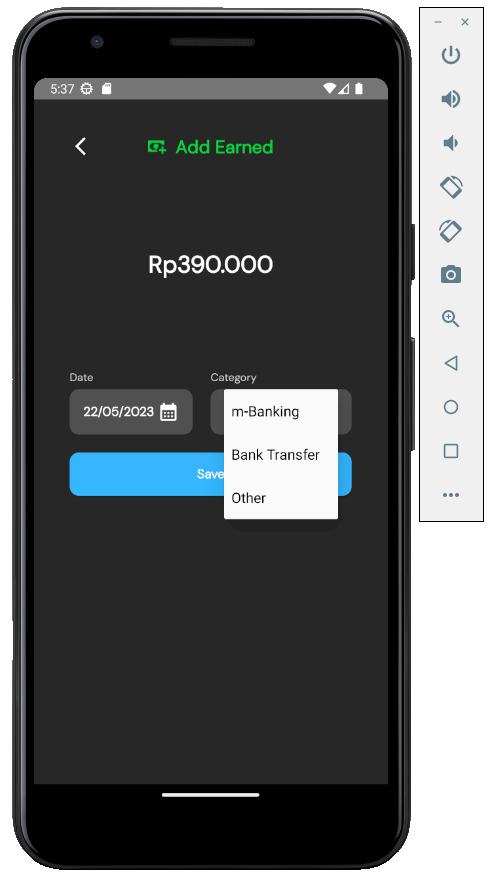 5:37
Add Earned
Rp390.000
Date
Category
22/05/2023
m-Banking
Save
Bank Transfer
Other